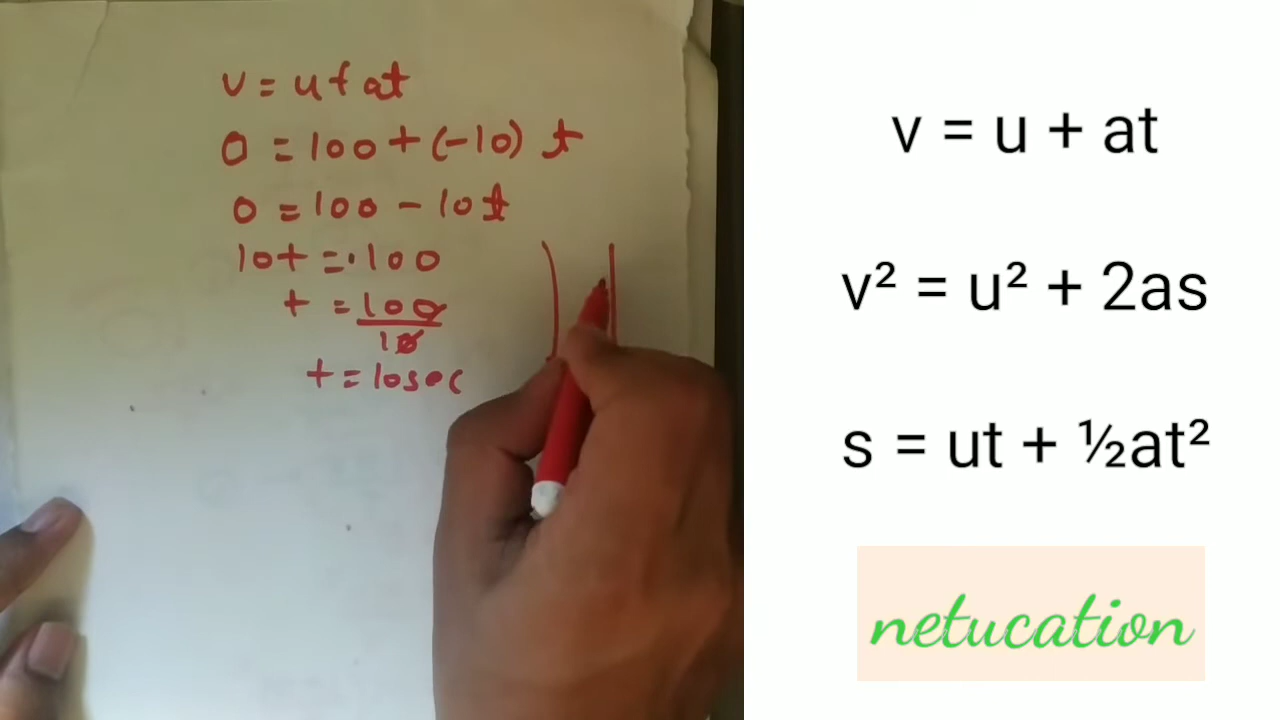 v = u + at
0 = 100 + (-10) t
0 = 100 - 10t
10t = 100
t = 100
10
t = 10sec
v = u + at
v² = u² + 2as
s = ut + ½at²
netucation